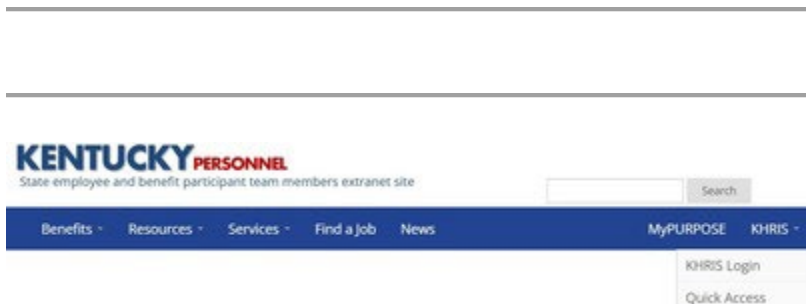 KENTUCKY PERSONNEL
State employee and benefit participant team members extranet site
Search
Benefits Resources Services Find a Job News MyPURPOSE KHRIS
KHRIS Login
Quick Access